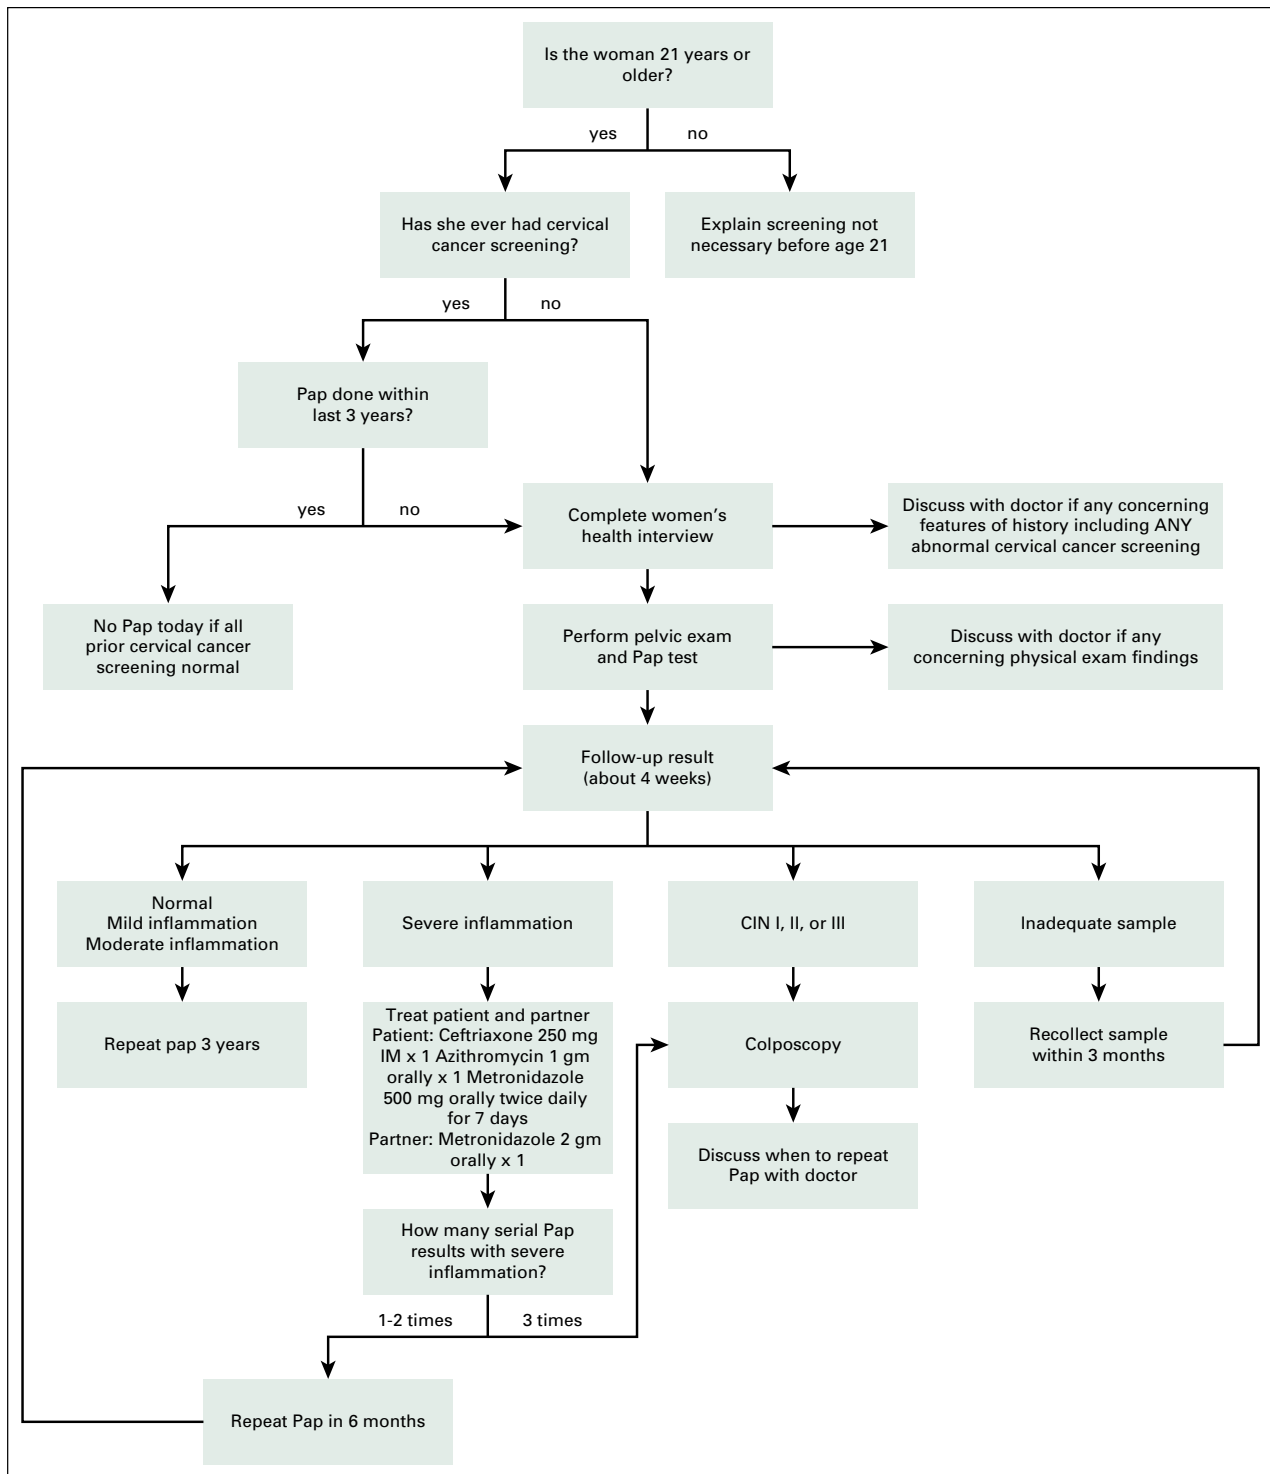 Is the woman 21 years or
older?
yes
no
Has she ever had cervical
cancer screening?
Explain screening not
necessary before age 21
yes
no
Pap done within
last 3 years?
yes
no
Complete women’s
health interview
Discuss with doctor if any concerning
features of history including ANY
abnormal cervical cancer screening
No Pap today if all
prior cervical cancer
screening normal
Perform pelvic exam
and Pap test
Discuss with doctor if any
concerning physical exam findings
Follow-up result
(about 4 weeks)
Normal
Mild inflammation
Moderate inflammation
Severe inflammation
CIN I, II, or III
Inadequate sample
Repeat pap 3 years
Treat patient and partner
Patient: Ceftriaxone 250 mg
IM x 1 Azithromycin 1 gm
orally x 1 Metronidazole
500 mg orally twice daily
for 7 days
Partner: Metronidazole 2 gm
orally x 1
Colposcopy
Recollect sample
within 3 months
Discuss when to repeat
Pap with doctor
How many serial Pap
results with severe
inflammation?
1-2 times
3 times
Repeat Pap in 6 months